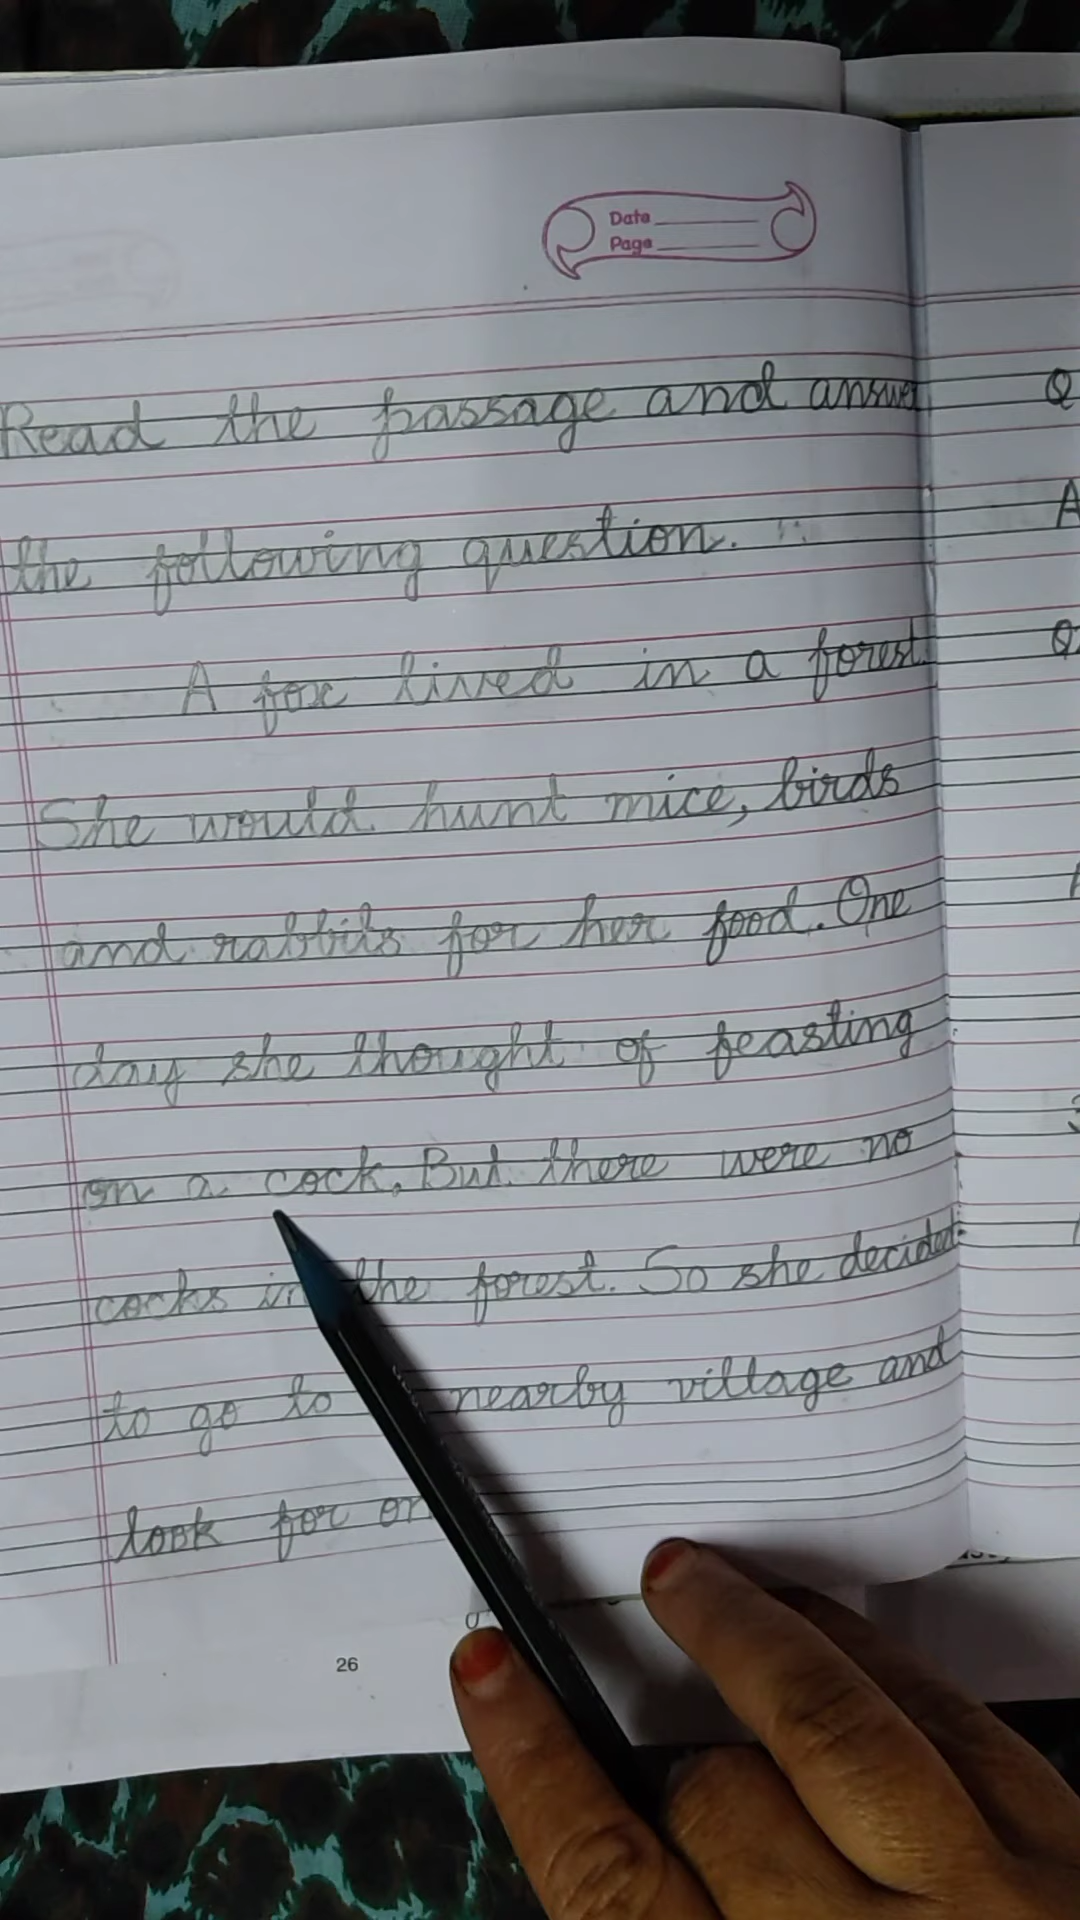 Date
Page
Read the passage and answer
the following question.
A fox lived in a forest.
She would hunt mice, birds
and rabbits for her food. One
day she thought of feasting
on a cock. But there were no
cocks in the forest. So she decided
to go to nearby village and
look for
26
Q
A
Q